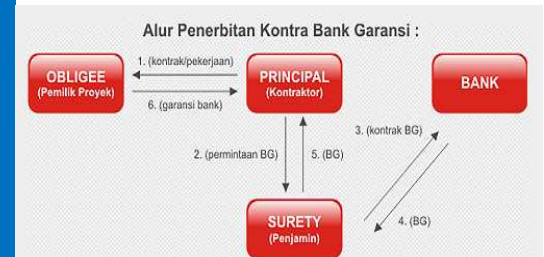 Alur Penerbitan Kontra Bank Garansi :
1. (kontrak/pekerjaan)
OBLIGEE
(Pemilik Proyek)
PRINCIPAL
(Kontraktor)
BANK
6. (garansi bank)
3. (kontrak BG)
2. (permintaan BG)
5. (BG)
SURETY
(Penjamin)
4. (BG)